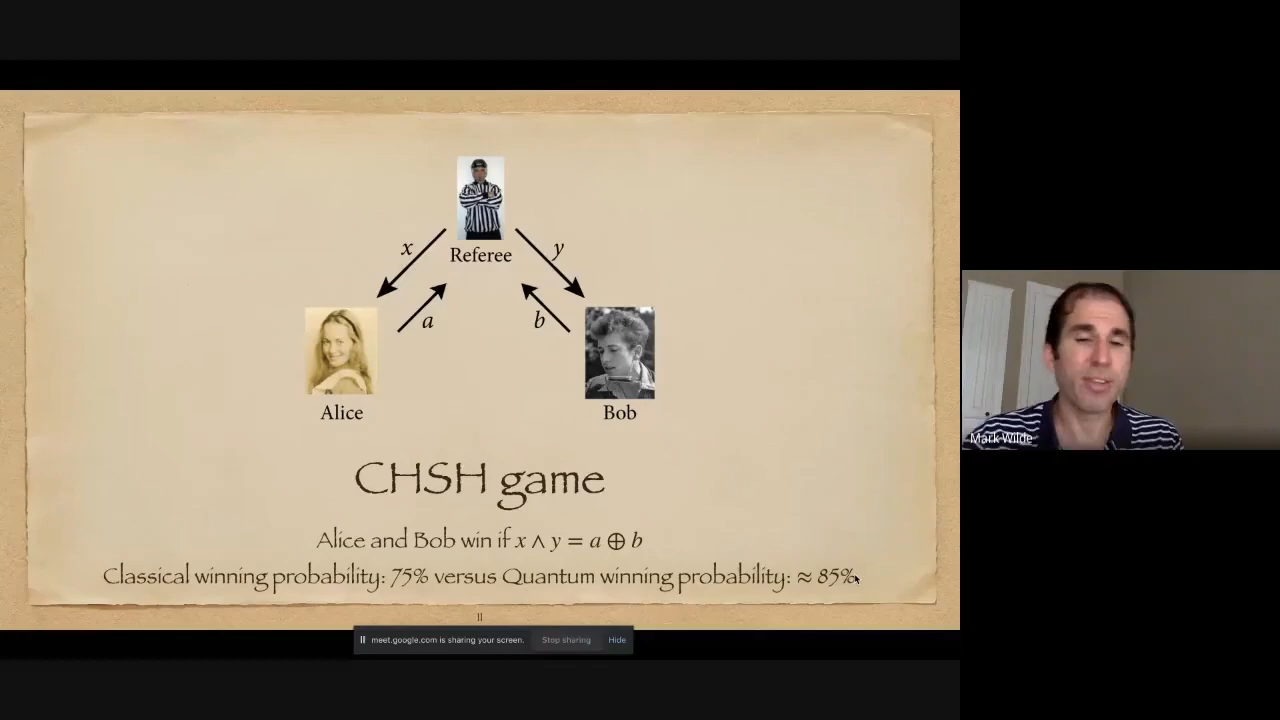 x
y
Referee
a
b
Alice
Bob
CHSH game
Alice and Bob win if x ∧ y = a ⊕ b
Classical winning probability: 75% versus Quantum winning probability: ≈ 85%
11
meet.google.com is sharing your screen. Stop sharing Hide
Mark Wilde